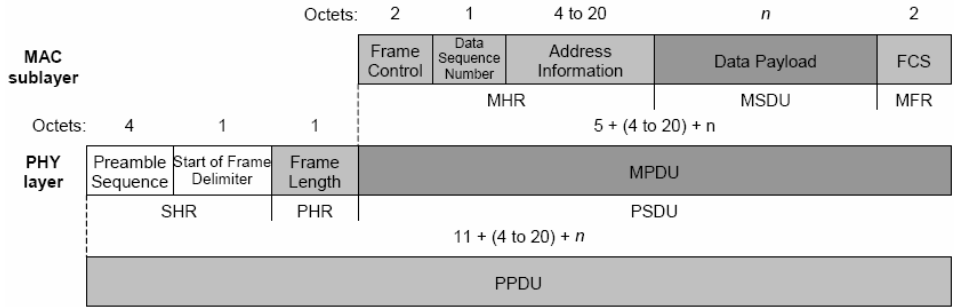 Octets: 2 1 4 to 20 n 2
MAC sublayer
Frame Control
Data Sequence Number
Address Information
Data Payload
FCS
MHR MSDU MFR
Octets: 4 1 1 5 + (4 to 20) + n
PHY layer
Preamble Sequence
Start of Frame Delimiter
Frame Length
MPDU
SHR PHR PSDU
11 + (4 to 20) + n
PPDU